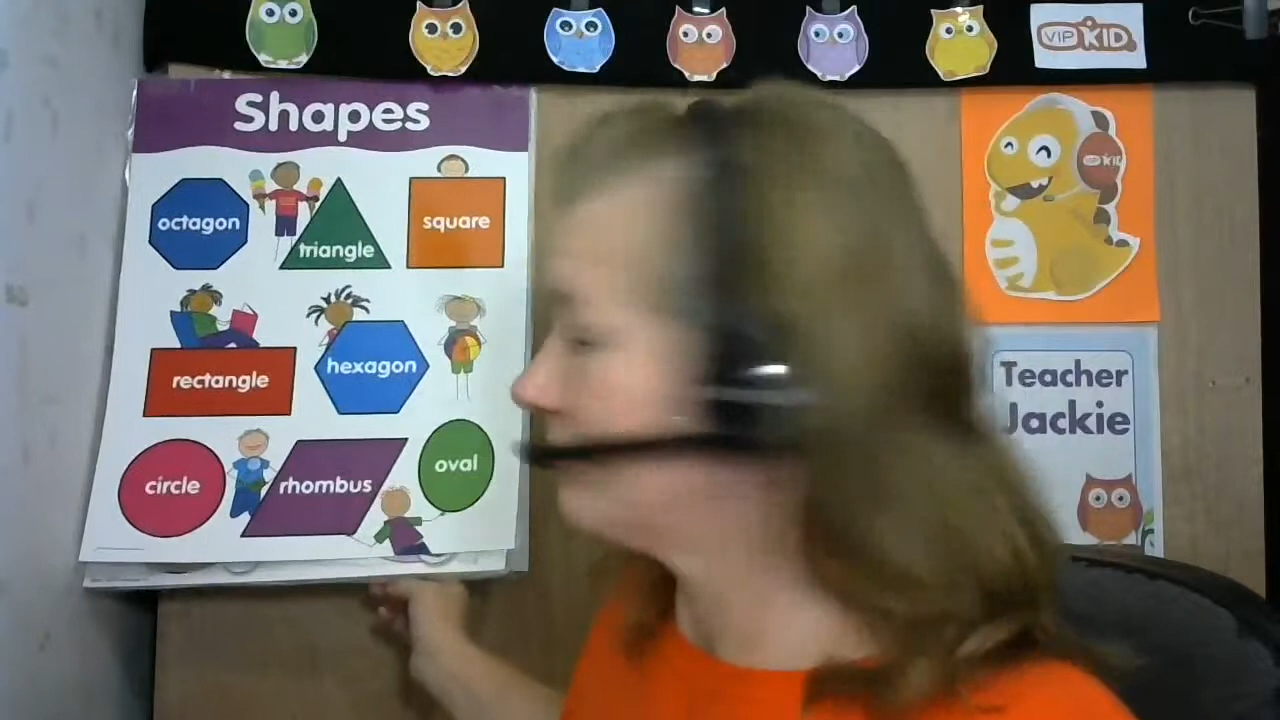 VIPKID
Shapes
octagon
triangle
square
rectangle
hexagon
circle
rhombus
oval
Teacher
Jackie